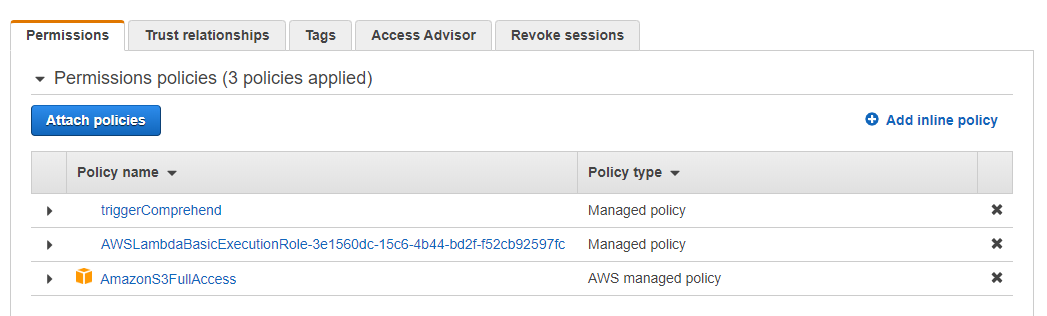 Permissions Trust relationships Tags Access Advisor Revoke sessions
Permissions policies (3 policies applied)
Attach policies Add inline policy
Policy name Policy type
triggerComprehend Managed policy
AWSLambdaBasicExecutionRole-3e1560dc-15c6-4b44-bd2f-f52cb92597fc Managed policy
AmazonS3FullAccess AWS managed policy